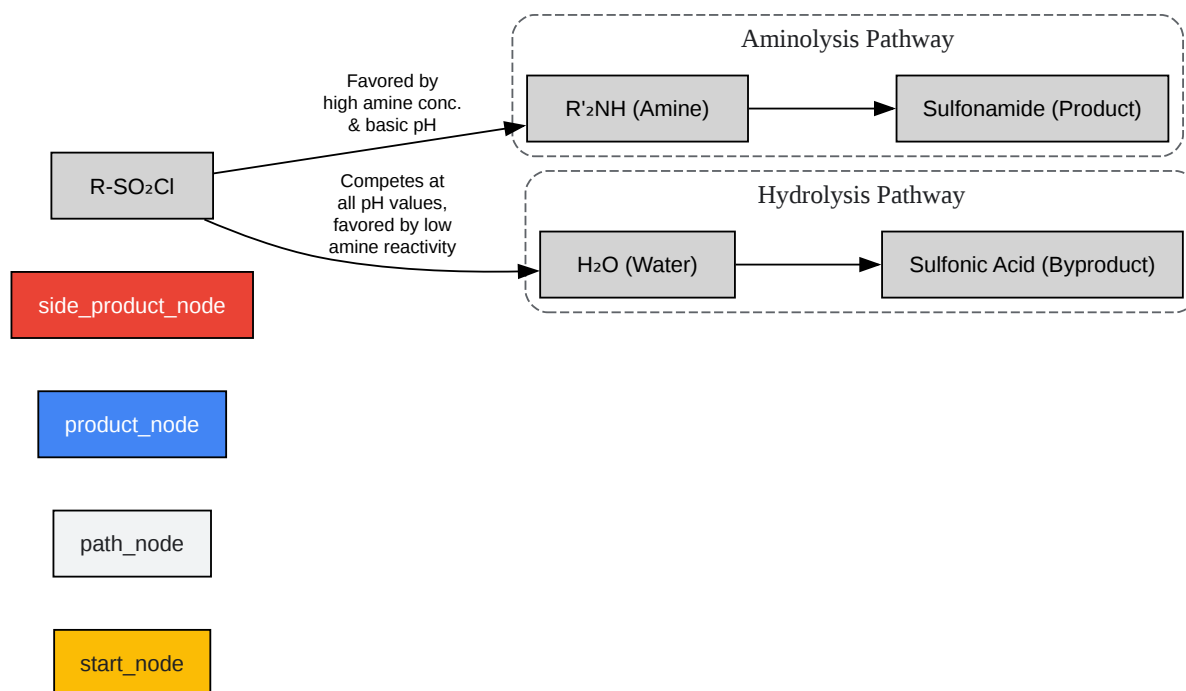 Aminolysis Pathway
Favored by
high amine conc.
& basic pH
R'₂NH (Amine)
Sulfonamide (Product)
R-SO₂Cl
Competes at
all pH values,
favored by low
amine reactivity
Hydrolysis Pathway
H₂O (Water)
Sulfonic Acid (Byproduct)
side_product_node
product_node
path_node
start_node